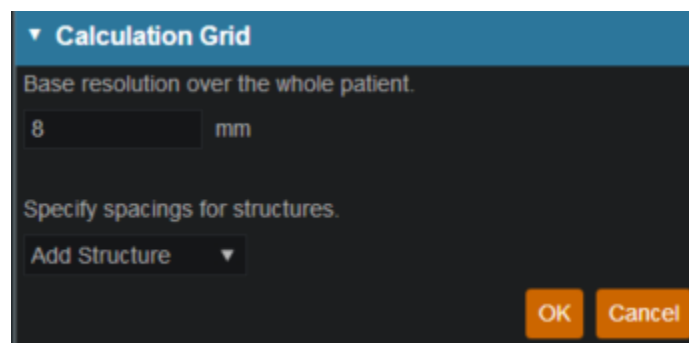 Calculation Grid
Base resolution over the whole patient.
8 mm
Specify spacings for structures.
Add Structure
OK Cancel